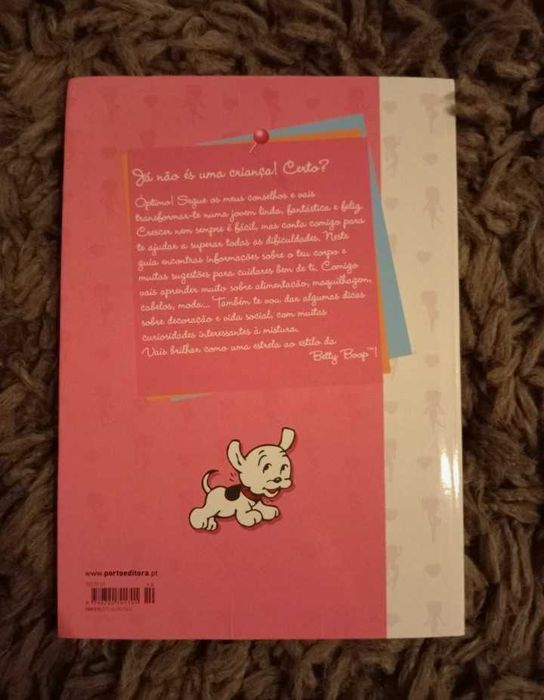 Já não és uma criança! Certo?
Óptimo! Segue os meus conselhos e vais
transformar-te numa jovem linda, fantástica e feliz.
Crescer nem sempre é fácil, mas conta comigo para
te ajudar a superar todas as dificuldades. Neste
guia encontras informações sobre o teu corpo e
muitas sugestões para cuidares bem de ti. Comigo
vais aprender muito sobre alimentação, maquilhagem,
cabelos, moda... Também te vou dar algumas dicas
sobre decoração e vida social, com muitas
curiosidades interessantes à mistura.
Vais brilhar como uma estrela ao estilo da
Betty Boop™!
www.portoeditora.pt